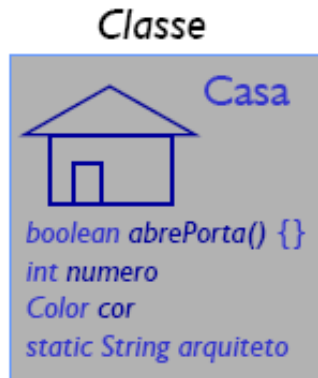 Classe
Casa
boolean abrePorta() {}
int numero
Color cor
static String arquiteto